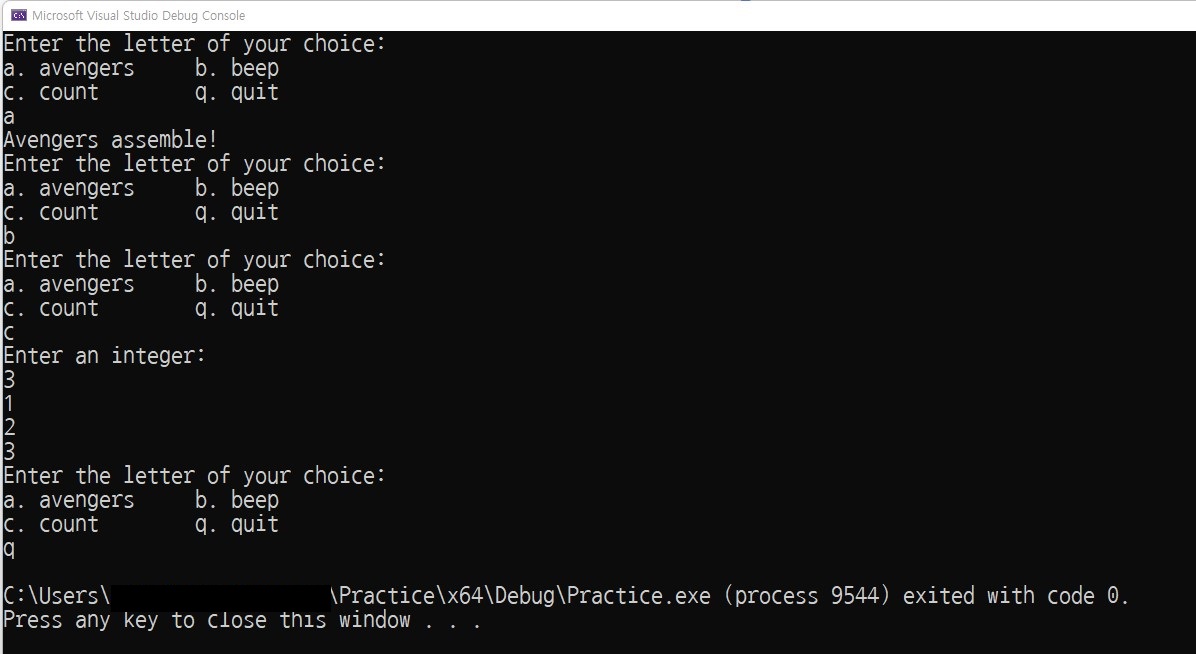 Microsoft Visual Studio Debug Console
Enter the letter of your choice:
a. avengers     b. beep
c. count        q. quit
a
Avengers assemble!
Enter the letter of your choice:
a. avengers     b. beep
c. count        q. quit
b
Enter the letter of your choice:
a. avengers     b. beep
c. count        q. quit
c
Enter an integer:
3
1
2
3
Enter the letter of your choice:
a. avengers     b. beep
c. count        q. quit
q
C:\Users\ \Practice\x64\Debug\Practice.exe (process 9544) exited with code 0.
Press any key to close this window . . .